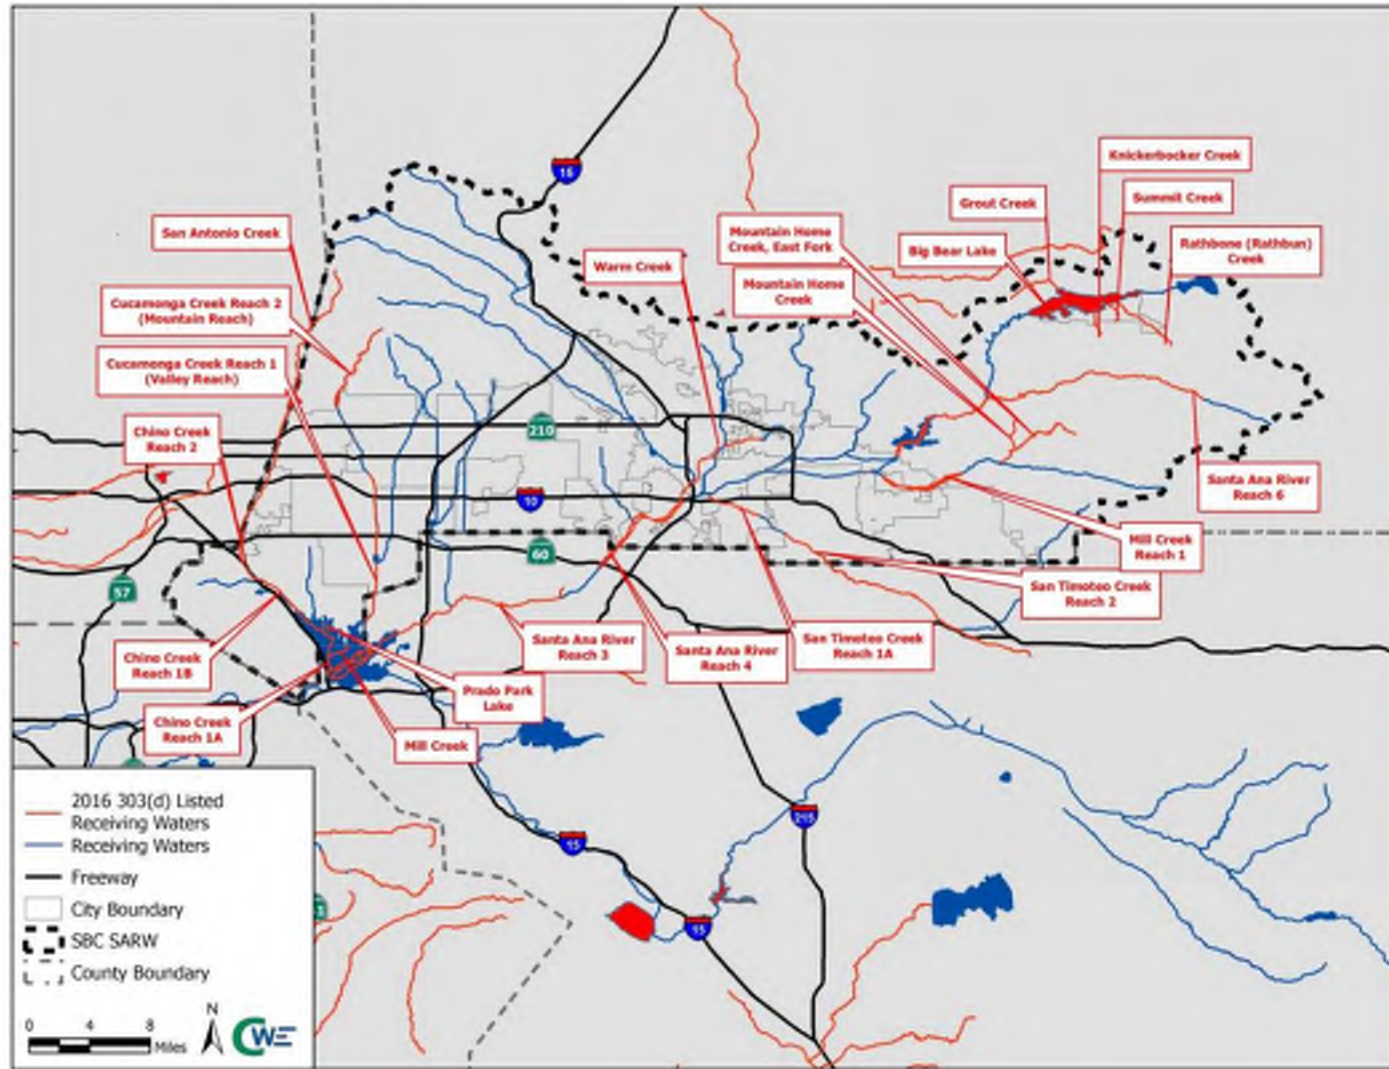 15
Knickerbocker Creek
Grout Creek
Summit Creek
San Antonio Creek
Mountain Home
Creek, East Fork
Big Bear Lake
Rathbone (Rathbun)
Creek
Warm Creek
Mountain Home
Creek
Cucamonga Creek Reach 2
(Mountain Reach)
Cucamonga Creek Reach 1
(Valley Reach)
Chino Creek
Reach 2
210
10
Santa Ana River
Reach 6
60
Mill Creek
Reach 1
57
San Timoteo Creek
Reach 2
Chino Creek
Reach 1B
Santa Ana River
Reach 3
Santa Ana River
Reach 4
San Timoteo Creek
Reach 1A
Prado Park
Lake
Chino Creek
Reach 1A
Mill Creek
215
15
15
2016 303(d) Listed
Receiving Waters
Receiving Waters
Freeway
City Boundary
SBC SARW
County Boundary
N
0 4 8
Miles
CWE